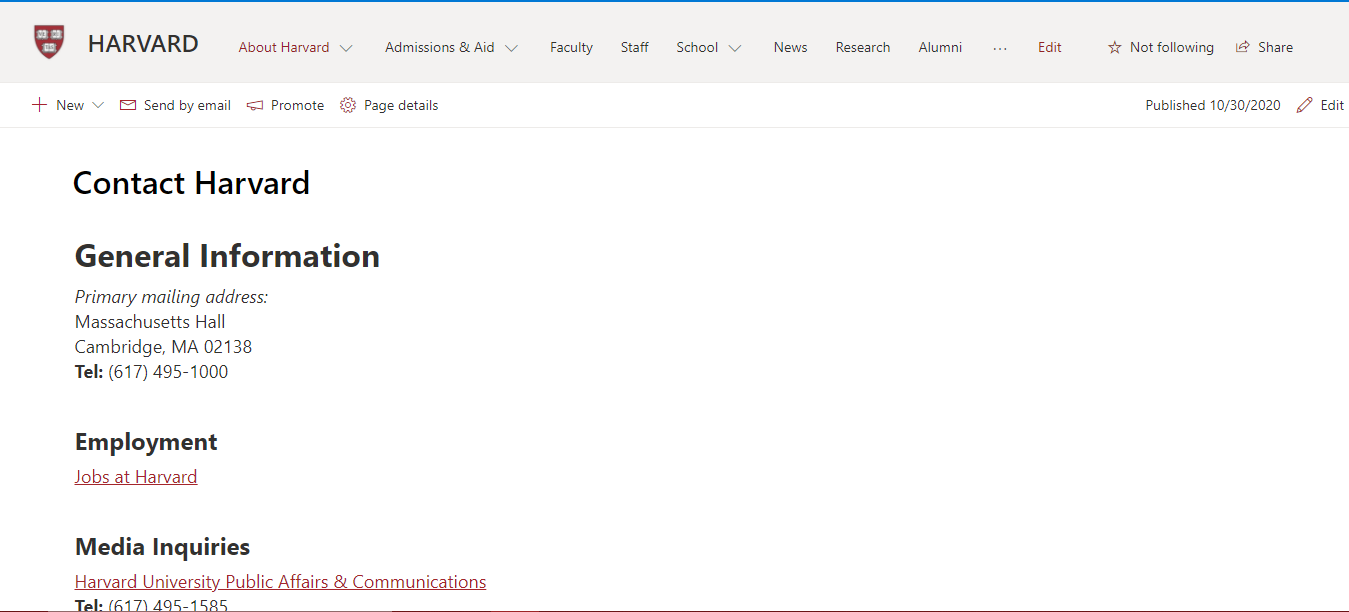 HARVARD About Harvard Admissions & Aid Faculty Staff School News Research Alumni ... Edit Not following Share
New Send by email Promote Page details Published 10/30/2020 Edit
Contact Harvard
General Information
Primary mailing address:
Massachusetts Hall
Cambridge, MA 02138
Tel: (617) 495-1000
Employment
Jobs at Harvard
Media Inquiries
Harvard University Public Affairs & Communications
Tel: (617) 495-1585